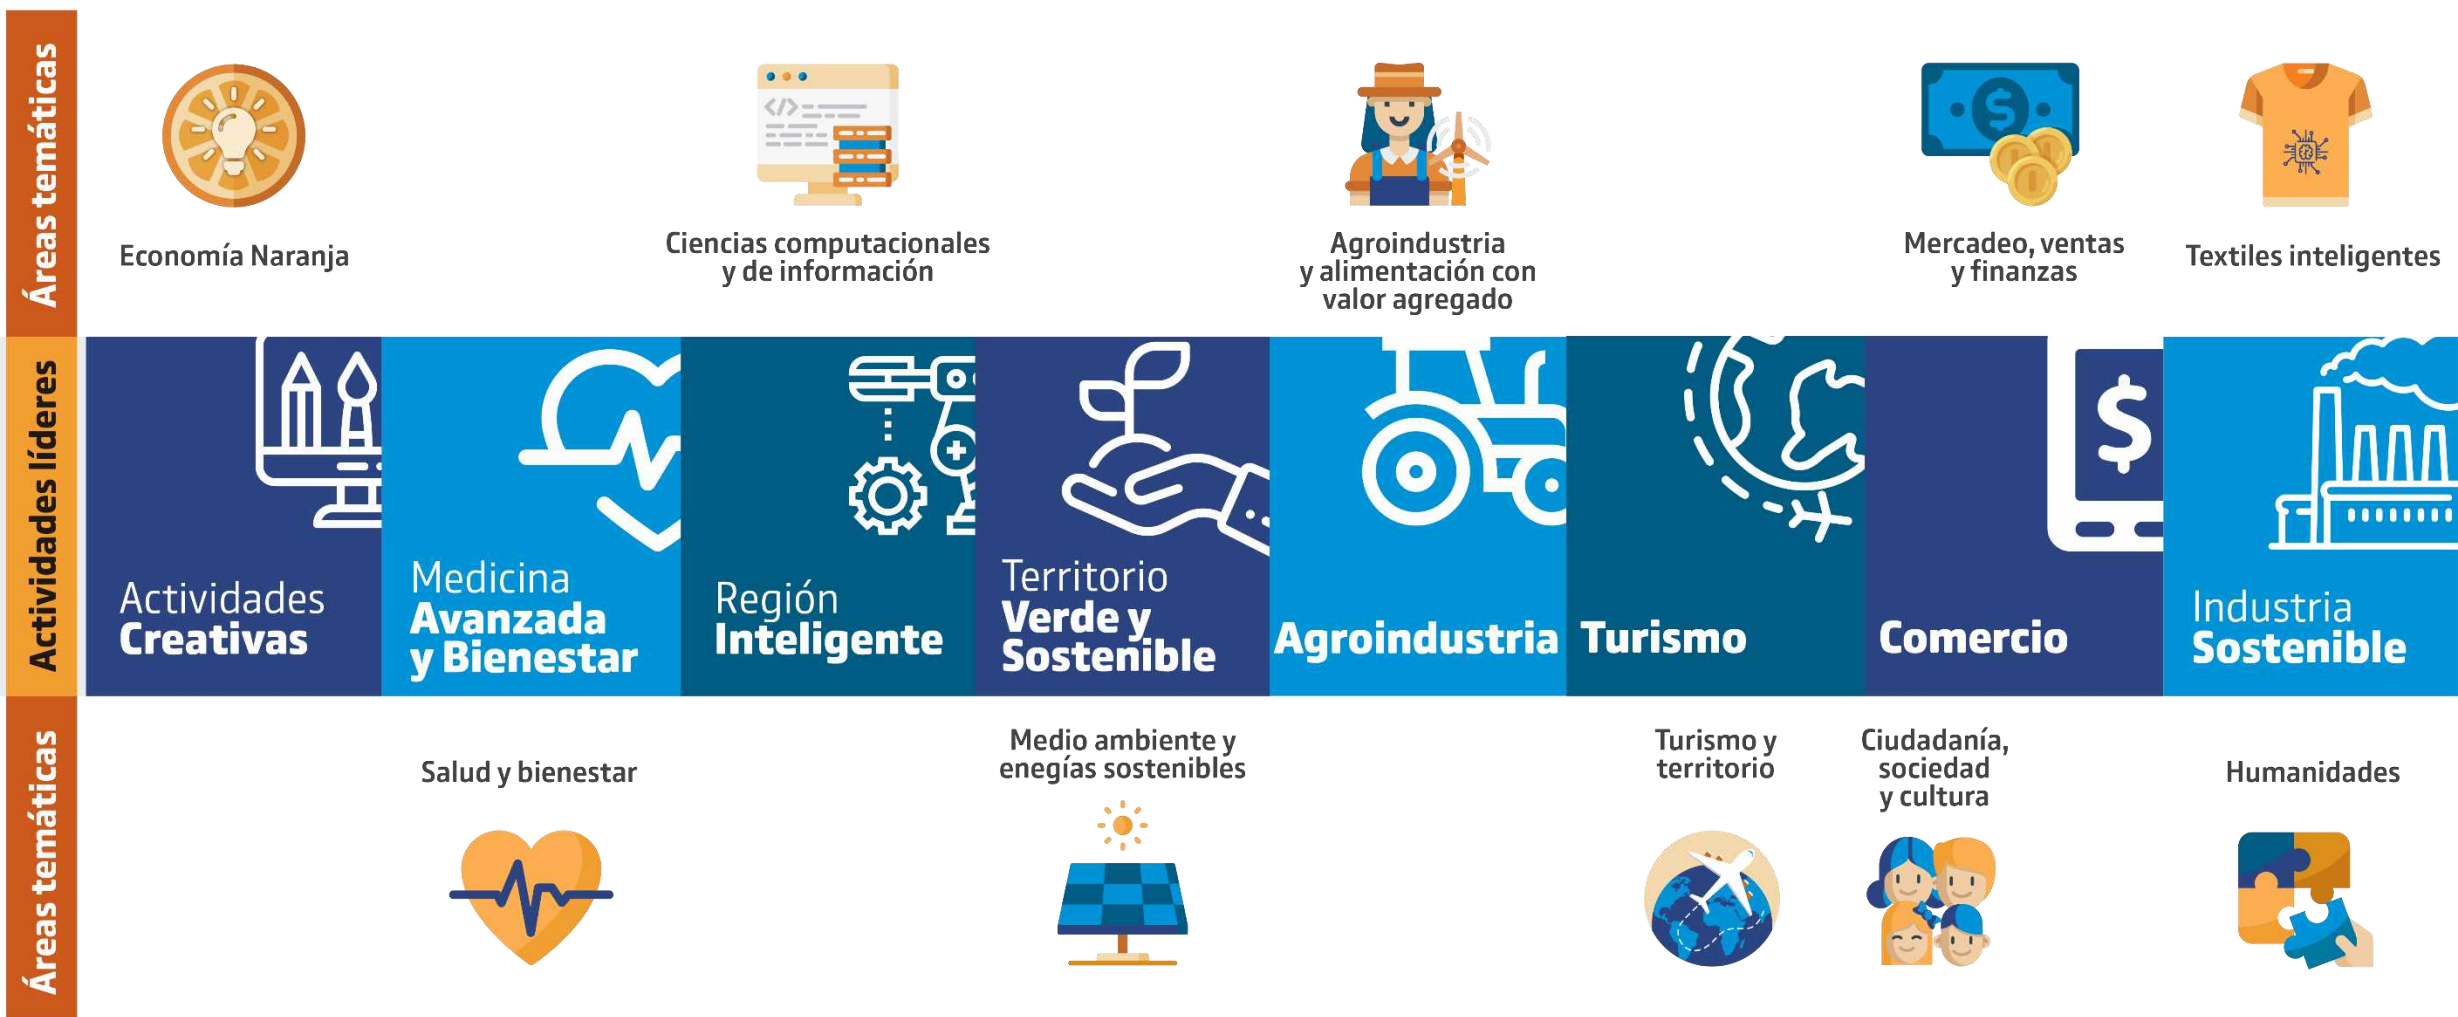 Áreas temáticas
Economía Naranja
Ciencias computacionales
y de información
Agroindustria
y alimentación con
valor agregado
Mercadeo, ventas
y finanzas
Textiles inteligentes
Actividades líderes
Actividades
Creativas
Medicina
Avanzada
y Bienestar
Región
Inteligente
Territorio
Verde y
Sostenible
Agroindustria
Turismo
Comercio
Industria
Sostenible
Áreas temáticas
Salud y bienestar
Medio ambiente y
enegías sostenibles
Turismo y
territorio
Ciudadanía,
sociedad
y cultura
Humanidades